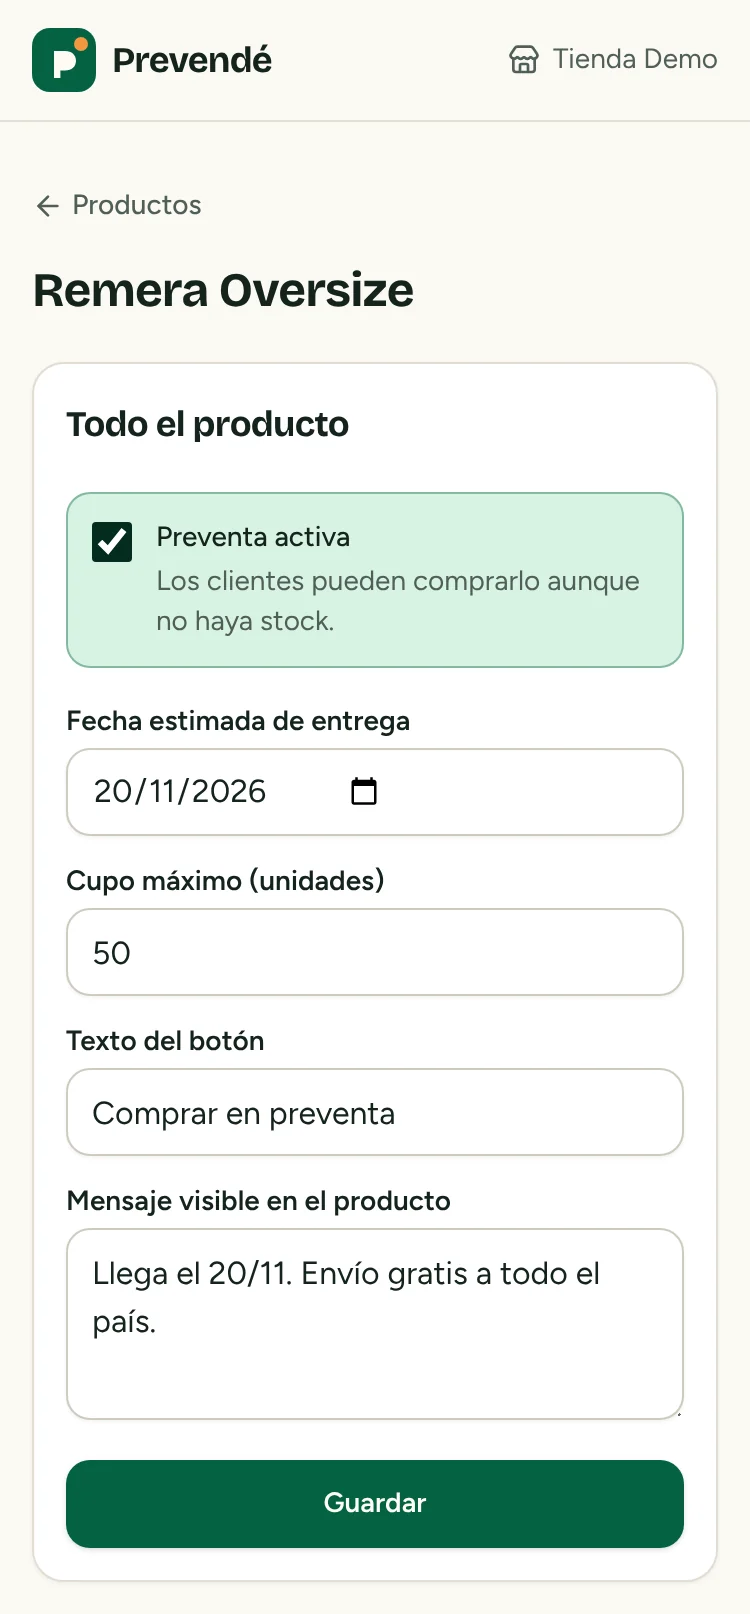 Prevendé
Tienda Demo
Productos
Remera Oversize
Todo el producto
Preventa activa
Los clientes pueden comprarlo aunque
no haya stock.
Fecha estimada de entrega
20/11/2026
Cupo máximo (unidades)
50
Texto del botón
Comprar en preventa
Mensaje visible en el producto
Llega el 20/11. Envío gratis a todo el
país.
Guardar